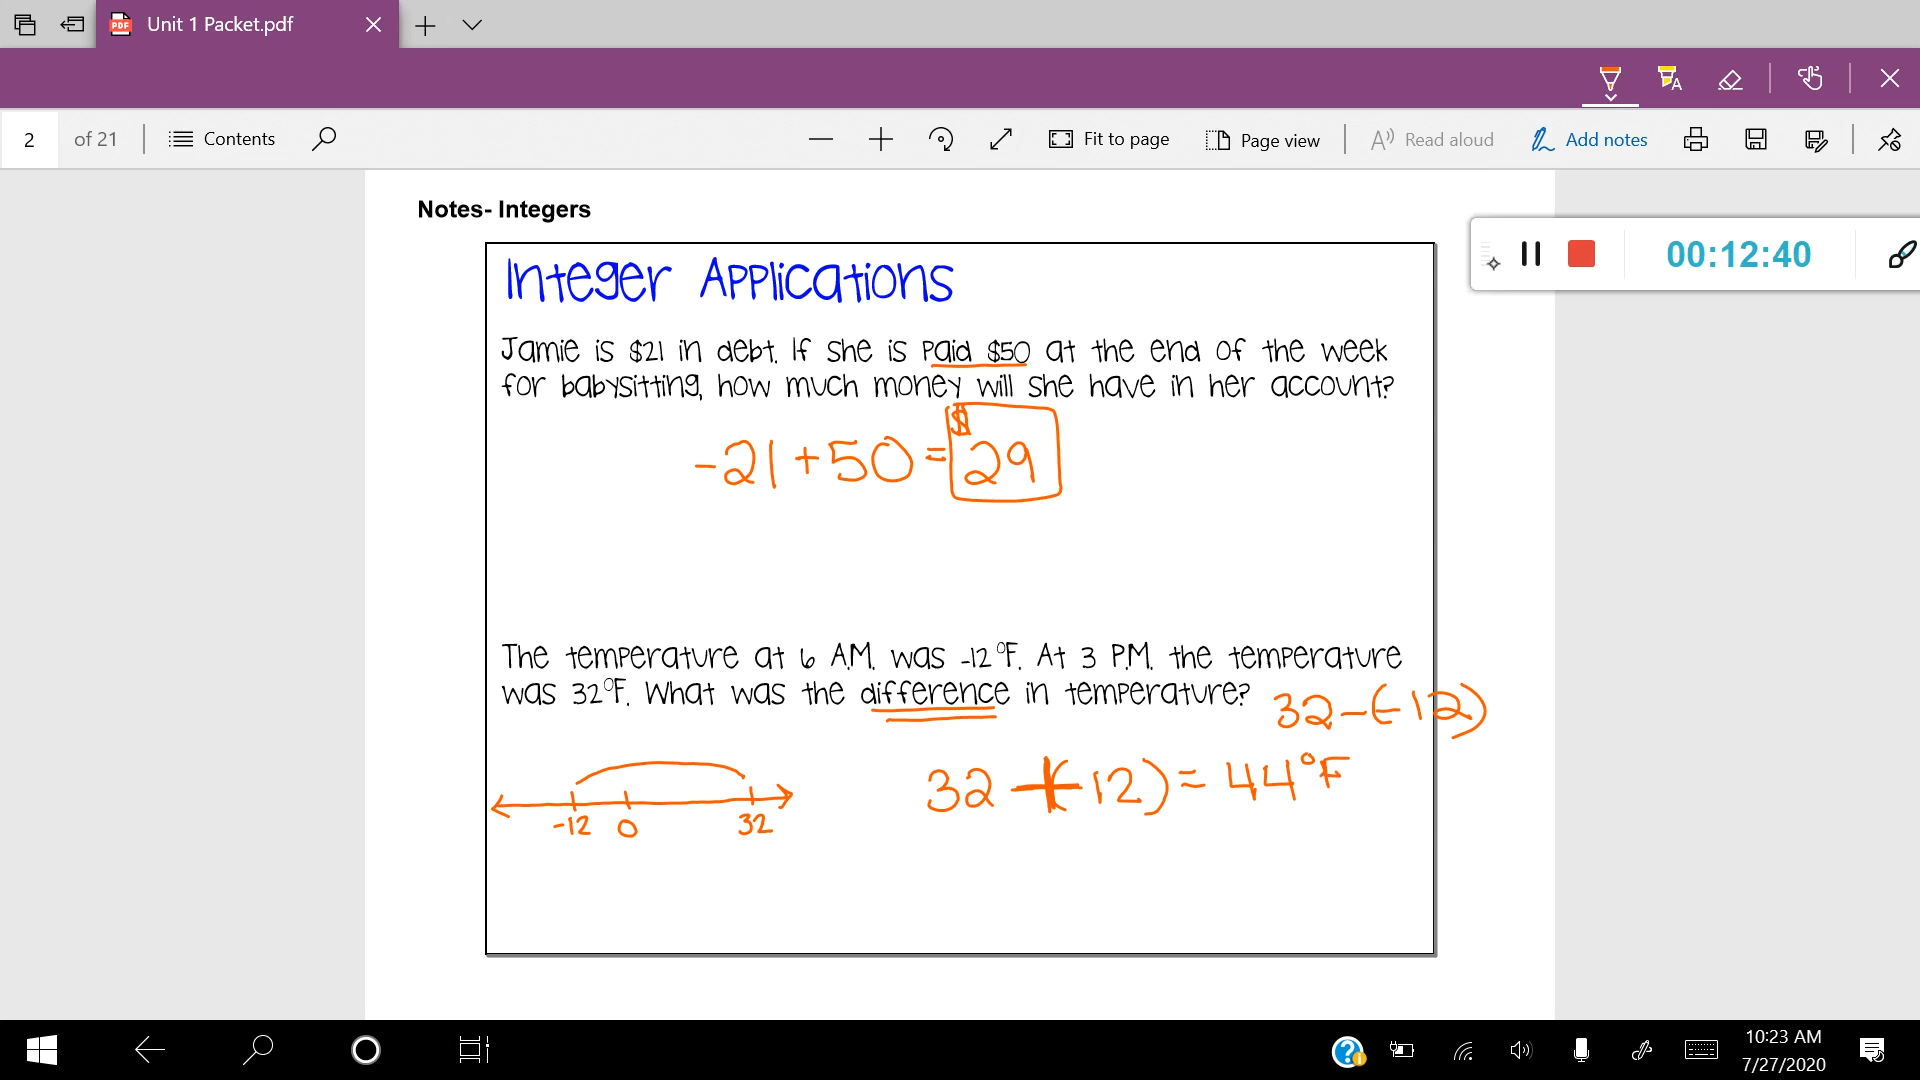 Unit 1 Packet.pdf
2 of 21 Contents Fit to page Page view Read aloud Add notes
Notes- Integers
00:12:40
Integer Applications
Jamie is $21 in debt. If she is paid $50 at the end of the week
for babysitting, how much money will she have in her account?
-21+50=$29
The temperature at 6 A.M. was -12°F. At 3 P.M. the temperature
was 32°F. What was the difference in temperature?
32-(-12)
32 +(12)=44°F
-12 0 32
10:23 AM
7/27/2020